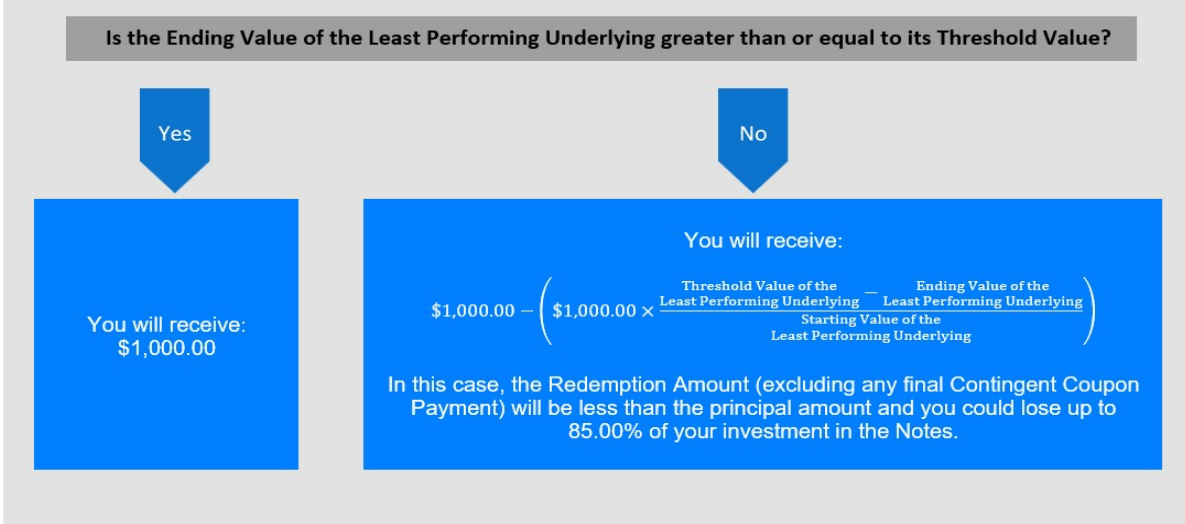 Is the Ending Value of the Least Performing Underlying greater than or equal to its Threshold Value?
Yes
No
You will receive:
$1,000.00
You will receive:
$1,000.00 − ($1,000.00 × 
Threshold Value of the
Least Performing Underlying
−
Ending Value of the
Least Performing Underlying
Starting Value of the
Least Performing Underlying
)
In this case, the Redemption Amount (excluding any final Contingent Coupon
Payment) will be less than the principal amount and you could lose up to
85.00% of your investment in the Notes.